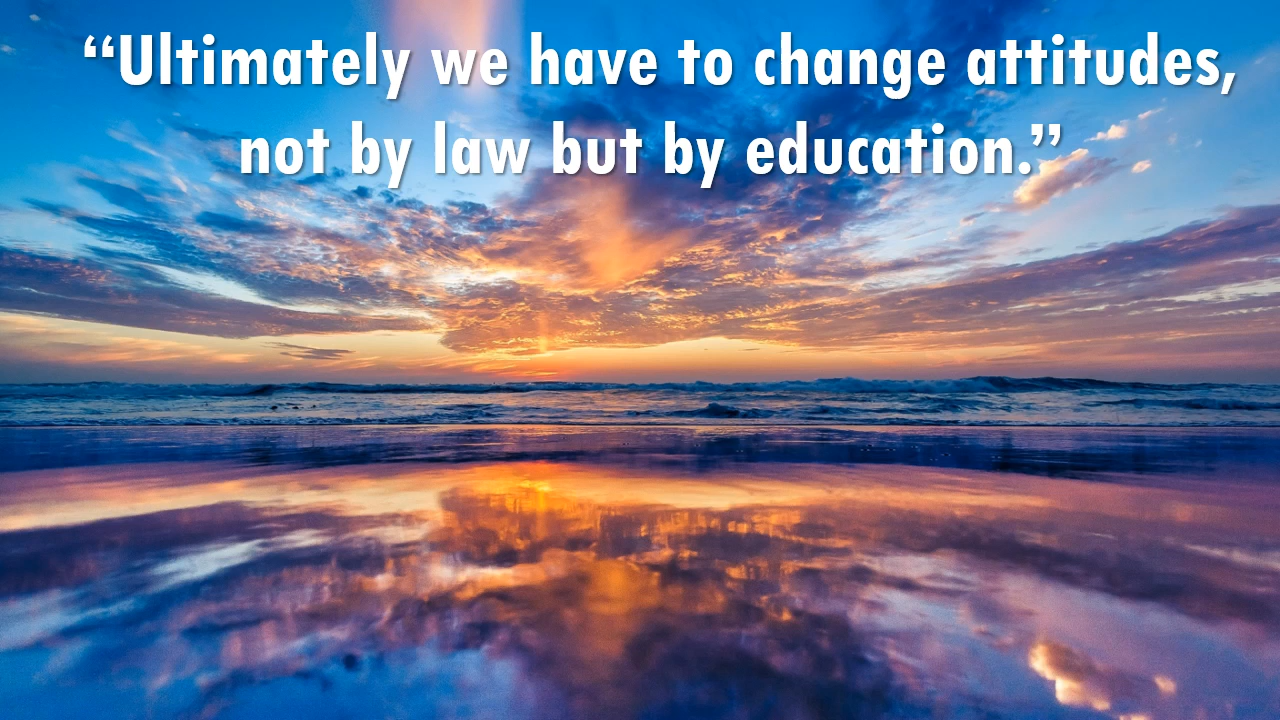 “Ultimately we have to change attitudes,
not by law but by education.”